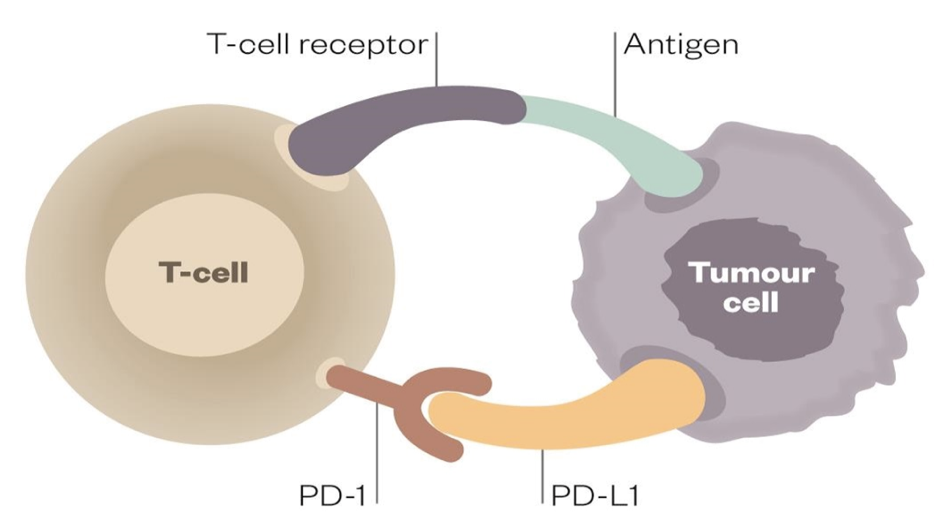 T-cell receptor
Antigen
T-cell
Tumour
cell
PD-1
PD-L1